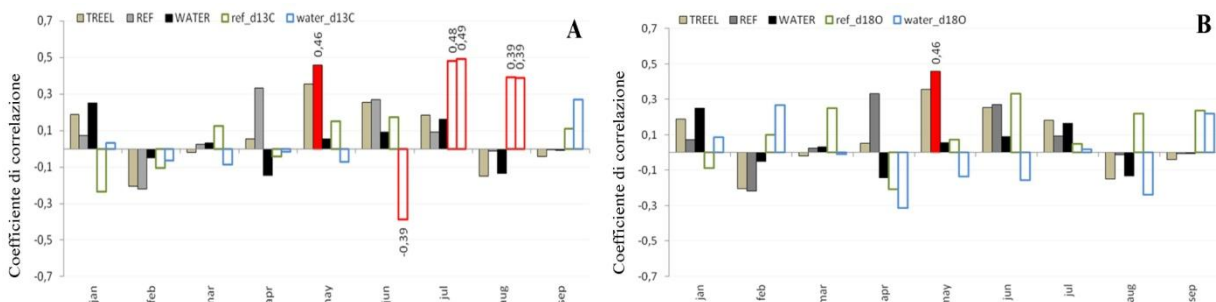 TREEL REF WATER ref_d13C water_d13C
A
Coefficiente di correlazione
0,7
0,5
0,3
0,1
-0,1
-0,3
-0,5
-0,7
0,46
-0,39
0,48
0,49
0,39
0,39
jan feb mar apr may jun jul aug sep
TREEL REF WATER ref_d18O water_d18O
B
Coefficiente di correlazione
0,7
0,5
0,3
0,1
-0,1
-0,3
-0,5
-0,7
0,46
jan feb mar apr may jun jul aug sep